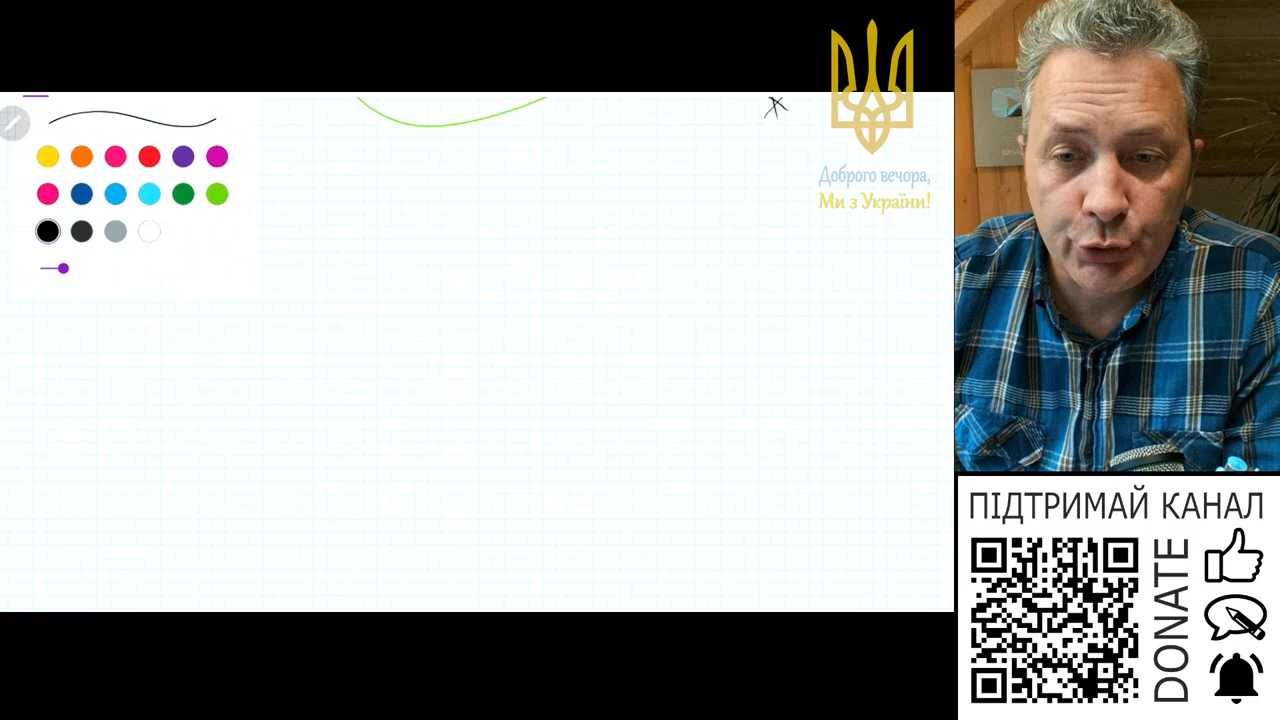 Доброго вечора,
Ми з України!
ПІДТРИМАЙ КАНАЛ
DONATE